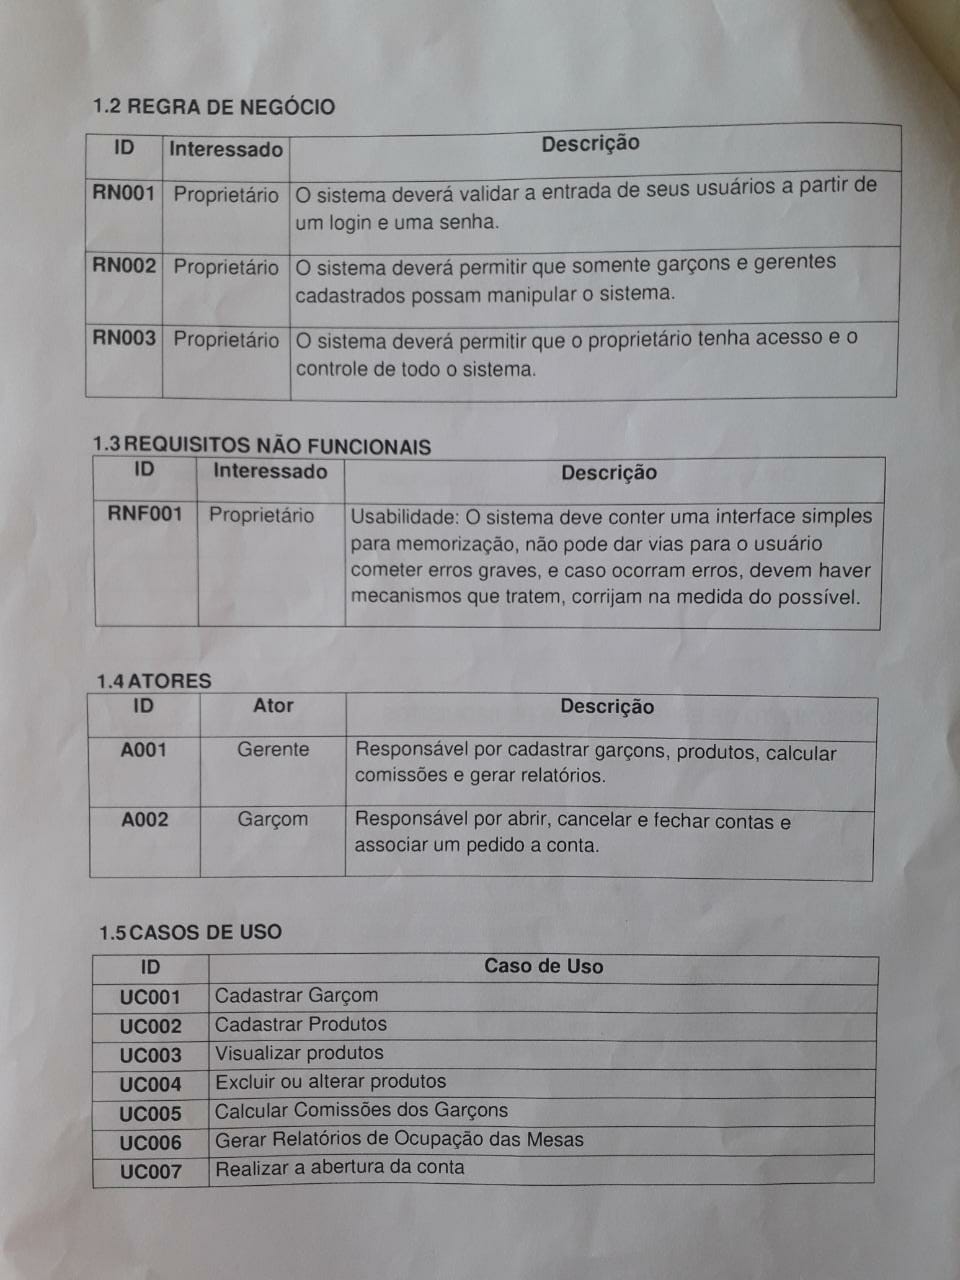 1.2 REGRA DE NEGÓCIO
ID Interessado Descrição
RN001 Proprietário O sistema deverá validar a entrada de seus usuários a partir de
um login e uma senha.
RN002 Proprietário O sistema deverá permitir que somente garçons e gerentes
cadastrados possam manipular o sistema.
RN003 Proprietário O sistema deverá permitir que o proprietário tenha acesso e o
controle de todo o sistema.
1.3 REQUISITOS NÃO FUNCIONAIS
ID Interessado Descrição
RNF001 Proprietário Usabilidade: O sistema deve conter uma interface simples
para memorização, não pode dar vias para o usuário
cometer erros graves, e caso ocorram erros, devem haver
mecanismos que tratem, corrijam na medida do possível.
1.4 ATORES
ID Ator Descrição
A001 Gerente Responsável por cadastrar garçons, produtos, calcular
comissões e gerar relatórios.
A002 Garçom Responsável por abrir, cancelar e fechar contas e
associar um pedido a conta.
1.5 CASOS DE USO
ID Caso de Uso
UC001 Cadastrar Garçom
UC002 Cadastrar Produtos
UC003 Visualizar produtos
UC004 Excluir ou alterar produtos
UC005 Calcular Comissões dos Garçons
UC006 Gerar Relatórios de Ocupação das Mesas
UC007 Realizar a abertura da conta